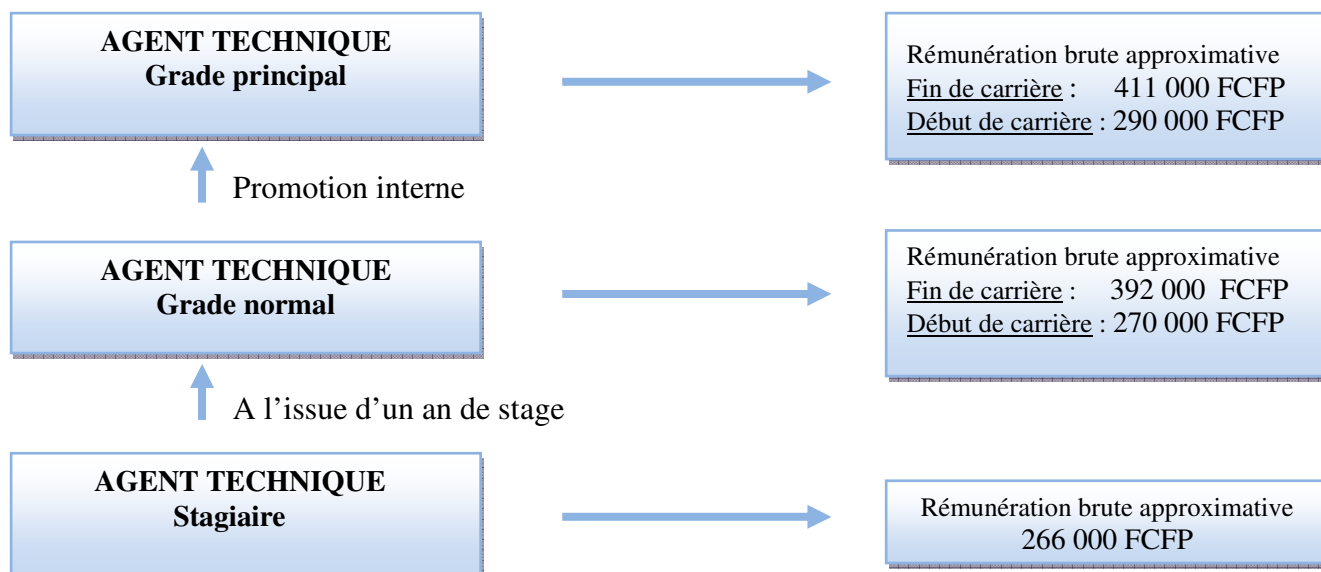 AGENT TECHNIQUE
Grade principal
Rémunération brute approximative
Fin de carrière : 411 000 FCFP
Début de carrière : 290 000 FCFP
Promotion interne
AGENT TECHNIQUE
Grade normal
Rémunération brute approximative
Fin de carrière : 392 000 FCFP
Début de carrière : 270 000 FCFP
A l’issue d’un an de stage
AGENT TECHNIQUE
Stagiaire
Rémunération brute approximative
266 000 FCFP